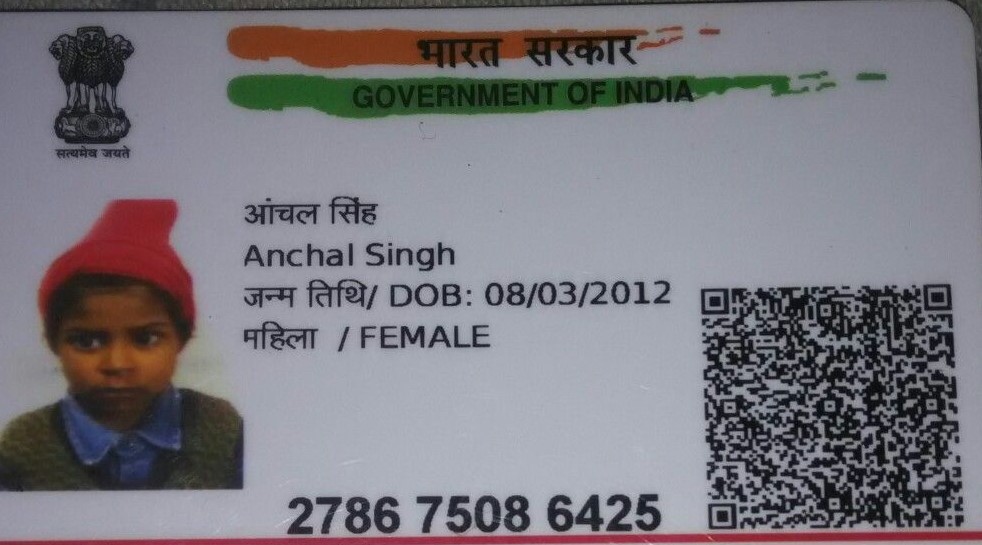 भारत सरकार
GOVERNMENT OF INDIA
सत्यमेव जयते
आंचल सिंह
Anchal Singh
जन्म तिथि/ DOB: 08/03/2012
महिला / FEMALE
2786 7508 6425